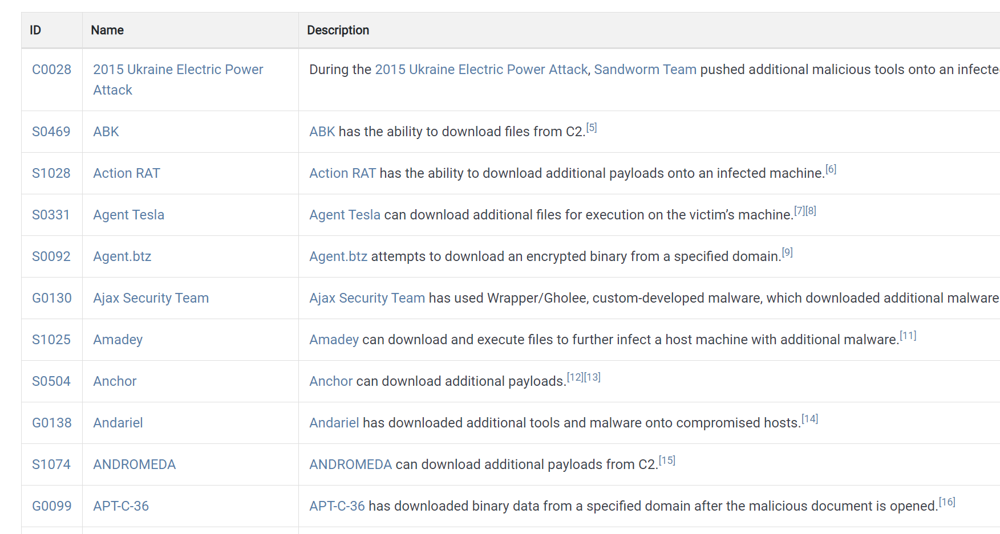 ID Name Description
C0028 2015 Ukraine Electric Power During the 2015 Ukraine Electric Power Attack, Sandworm Team pushed additional malicious tools onto an
Attack
S0469 ABK ABK has the ability to download files from C2.[5]
S1028 Action RAT Action RAT has the ability to download additional payloads onto an infected machine.[6]
S0331 Agent Tesla Agent Tesla can download additional files for execution on the victim’s machine.[7][8]
S0092 Agent.btz Agent.btz attempts to download an encrypted binary from a specified domain.[9]
G0130 Ajax Security Team Ajax Security Team has used Wrapper/Gholee, custom-developed malware, which downloaded additional malware
S1025 Amadey Amadey can download and execute files to further infect a host machine with additional malware.[11]
S0504 Anchor Anchor can download additional payloads.[12][13]
G0138 Andariel Andariel has downloaded additional tools and malware onto compromised hosts.[14]
S1074 ANDROMEDA ANDROMEDA can download additional payloads from C2.[15]
G0099 APT-C-36 APT-C-36 has downloaded binary data from a specified domain after the malicious document is opened.[16]